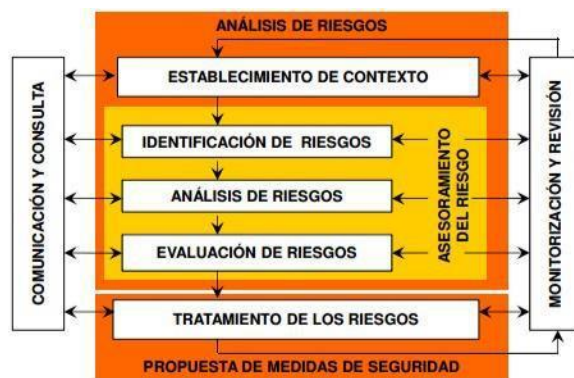 ANÁLISIS DE RIESGOS
ESTABLECIMIENTO DE CONTEXTO
IDENTIFICACIÓN DE RIESGOS
ANÁLISIS DE RIESGOS
EVALUACIÓN DE RIESGOS
ASESORAMIENTO
DEL RIESGO
TRATAMIENTO DE LOS RIESGOS
PROPUESTA DE MEDIDAS DE SEGURIDAD
COMUNICACIÓN Y CONSULTA
MONITORIZACIÓN Y REVISIÓN